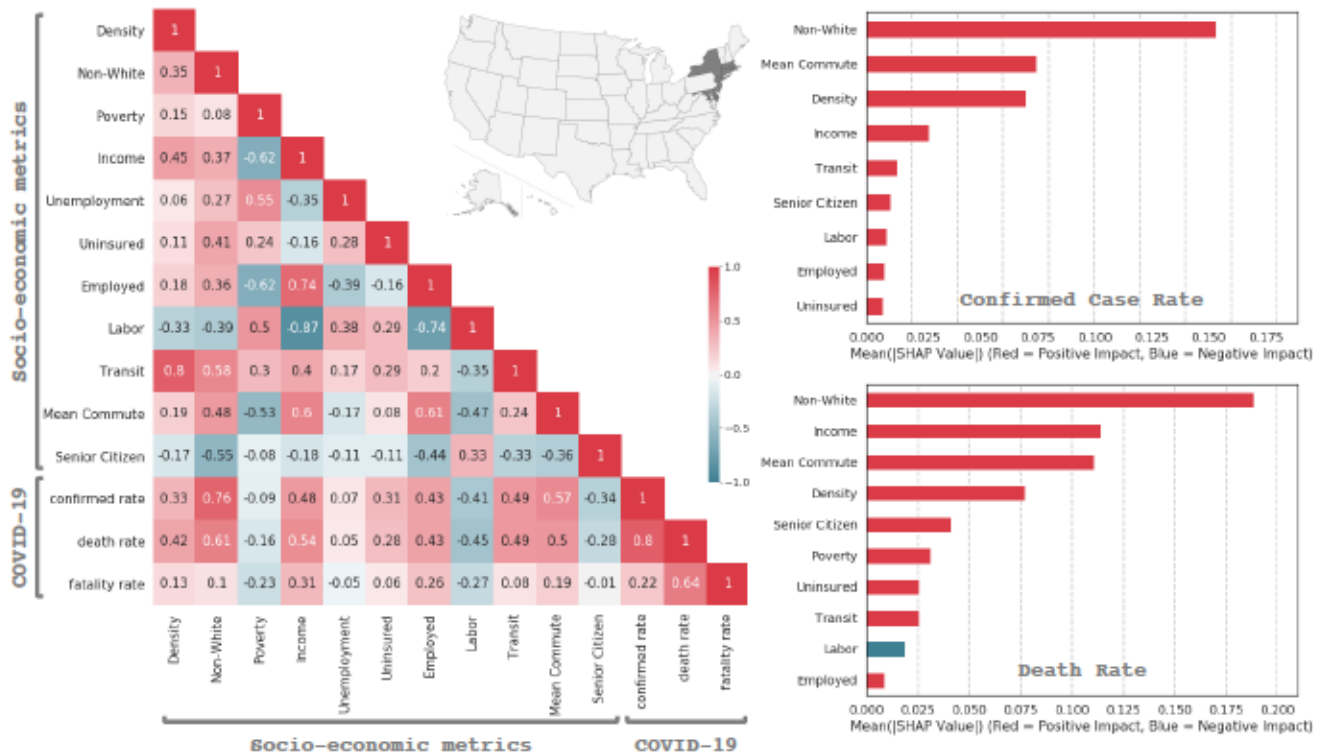 Socio-economic metrics
COVID-19
Density 1
Non-White 0.35 1
Poverty 0.15 0.08 1
Income 0.45 0.37 -0.62 1
Unemployment 0.06 0.27 0.55 -0.35 1
Uninsured 0.11 0.41 0.24 -0.16 0.28 1
Employed 0.18 0.36 -0.62 0.74 -0.39 -0.16 1
Labor -0.33 -0.39 0.5 -0.87 0.38 0.29 -0.74 1
Transit 0.8 0.58 0.3 0.4 0.17 0.29 0.2 -0.35 1
Mean Commute 0.19 0.48 -0.53 0.6 -0.17 0.08 0.61 -0.47 0.24 1
Senior Citizen -0.17 -0.55 -0.08 -0.18 -0.11 -0.11 -0.44 0.33 -0.33 -0.36 1
confirmed rate 0.33 0.76 -0.09 0.48 0.07 0.31 0.43 -0.41 0.49 0.57 -0.34 1
death rate 0.42 0.61 -0.16 0.54 0.05 0.28 0.43 -0.45 0.49 0.5 -0.28 0.8 1
fatality rate 0.13 0.1 -0.23 0.31 -0.05 0.06 0.26 -0.27 0.08 0.19 -0.01 0.22 0.64 1
Density Non-White Poverty Income Unemployment Uninsured Employed Labor Transit Mean Commute Senior Citizen confirmed rate death rate fatality rate
Socio-economic metrics COVID-19
1.0
0.5
0.0
−0.5
−1.0
Non-White
Mean Commute
Density
Income
Transit
Senior Citizen
Labor
Employed
Uninsured
Confirmed Case Rate
0.000 0.025 0.050 0.075 0.100 0.125 0.150 0.175
Mean(|SHAP Value|) (Red = Positive Impact, Blue = Negative Impact)
Non-White
Income
Mean Commute
Density
Senior Citizen
Poverty
Uninsured
Transit
Labor
Employed
Death Rate
0.000 0.025 0.050 0.075 0.100 0.125 0.150 0.175 0.200
Mean(|SHAP Value|) (Red = Positive Impact, Blue = Negative Impact)